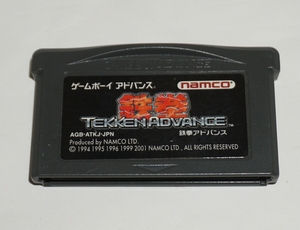 ゲームボーイ アドバンス
namco
鉄拳
TEKKEN ADVANCE
AGB-ATKJ-JPN
鉄拳アドバンス
Produced by NAMCO LTD.
© 1994 1995 1996 1999 2001 NAMCO LTD., ALL RIGHTS RESERVED